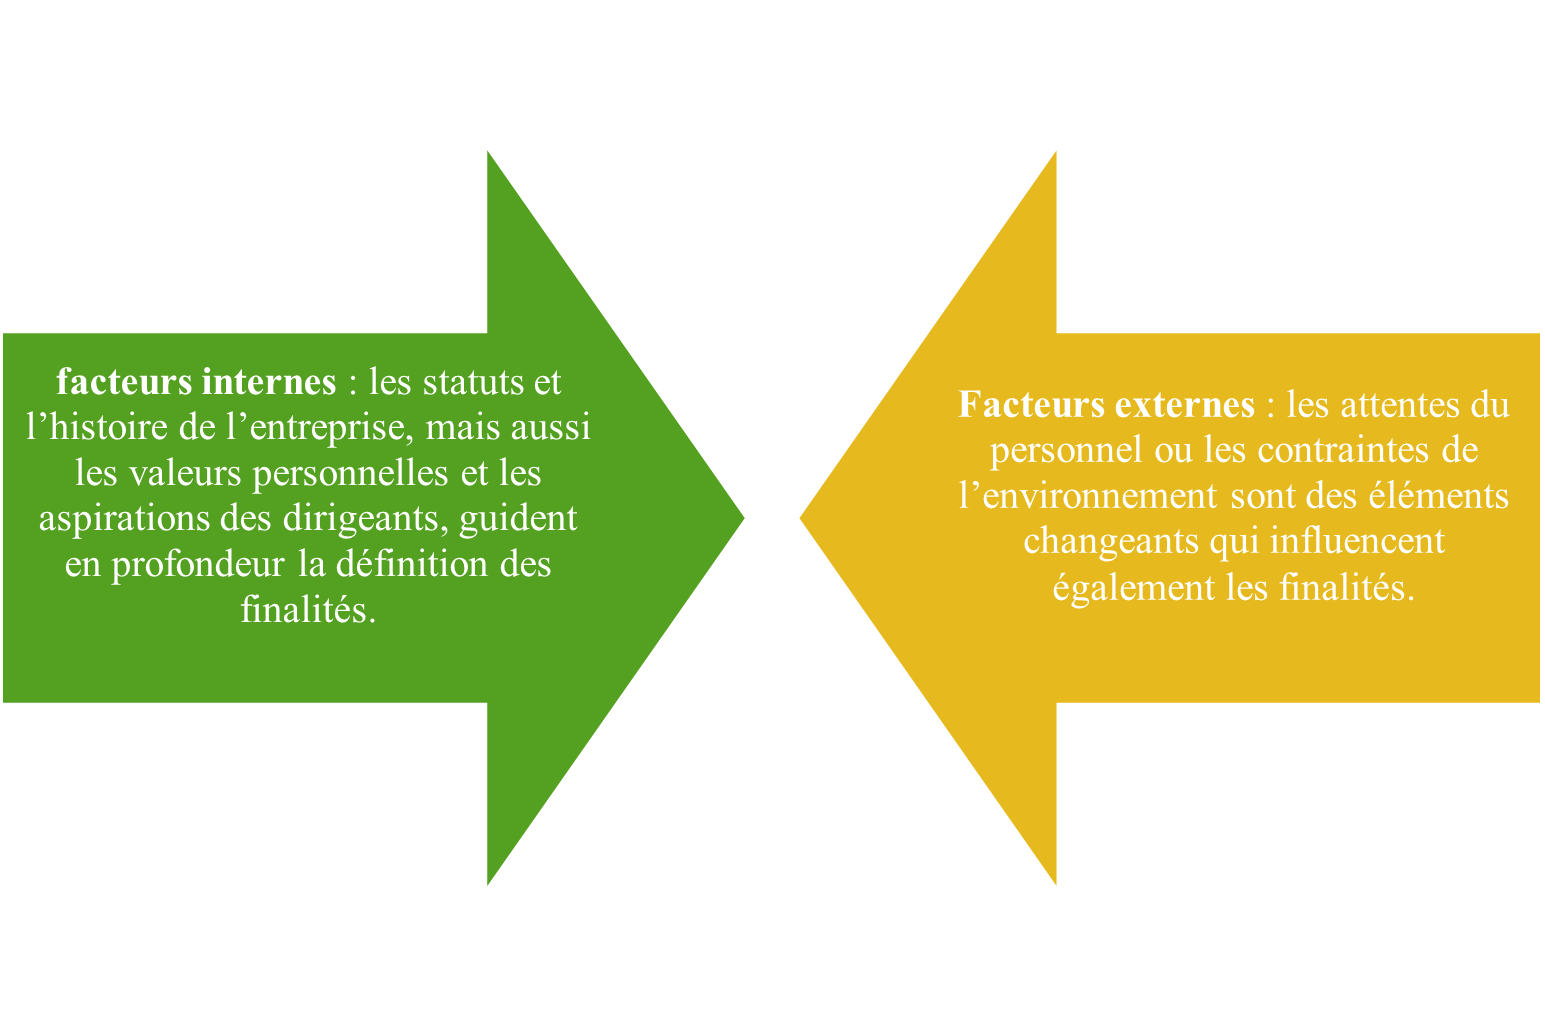 facteurs internes : les statuts et
l’histoire de l’entreprise, mais aussi
les valeurs personnelles et les
aspirations des dirigeants, guident
en profondeur la définition des
finalités.
Facteurs externes : les attentes du
personnel ou les contraintes de
l’environnement sont des éléments
changeants qui influencent
également les finalités.